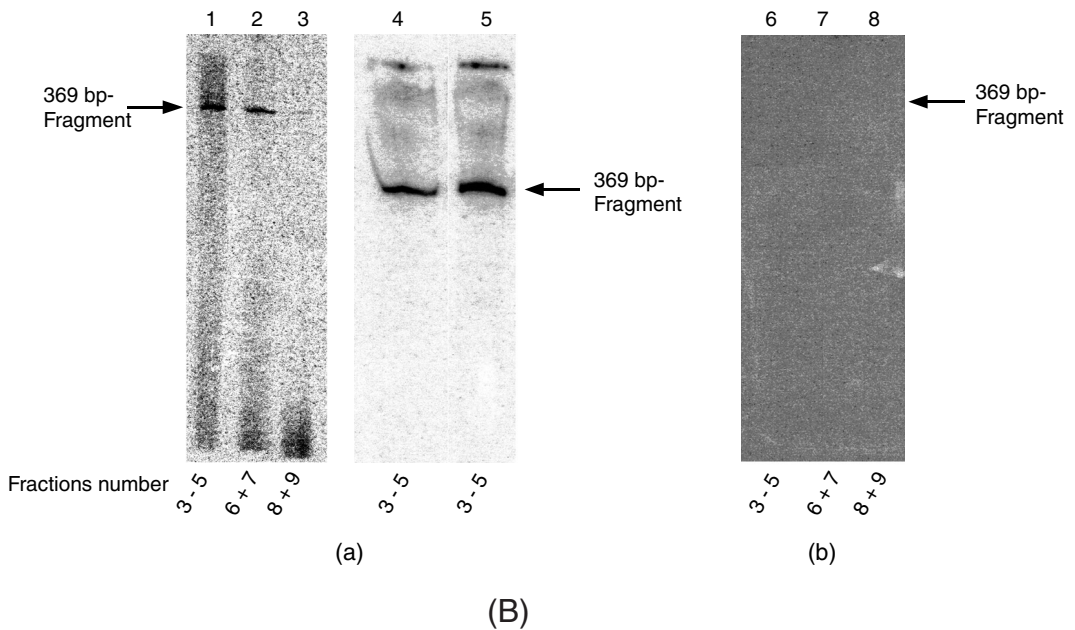 1 2 3 4 5 6 7 8
369 bp-
Fragment
369 bp-
Fragment
369 bp-
Fragment
Fractions number
3 - 5 6 + 7 8 + 9 3 - 5 3 - 5 3 - 5 6 + 7 8 + 9
(a) (b)
(B)